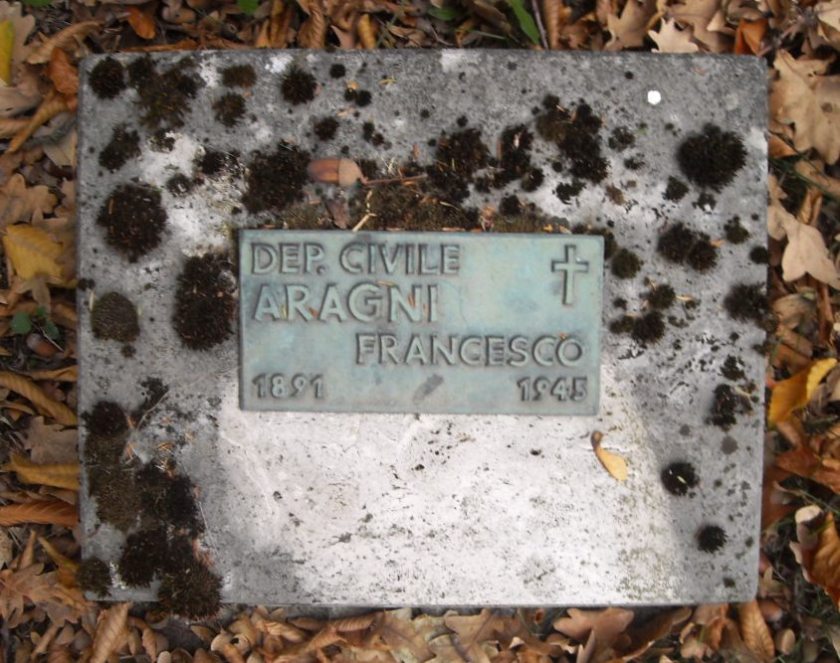 DEP. CIVILE
ARAGNI
FRANCESCO
1891 1945